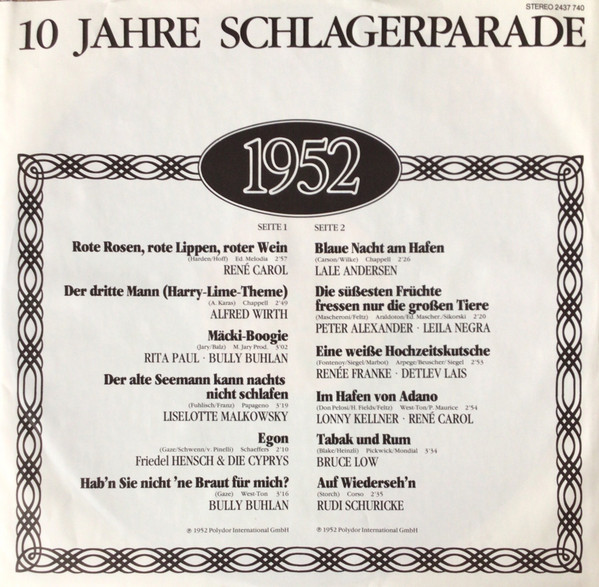 STEREO 2437 740
10 JAHRE SCHLAGERPARADE
1952
SEITE 1
Rote Rosen, rote Lippen, roter Wein
(Harden/Hoff) Ed. Melodia 2'57
RENÉ CAROL
Der dritte Mann (Harry-Lime-Theme)
(A. Karas) Chappell 2'49
ALFRED WIRTH
Mäcki-Boogie
(Jary/Balz) M. Jary Prod. 3'02
RITA PAUL · BULLY BUHLAN
Der alte Seemann kann nachts
nicht schlafen
(Fuhlisch/Franz) Papageno 3'19
LISELOTTE MALKOWSKY
Egon
(Gaze/Schwenn/v. Pinelli) Schaeffers 2'10
Friedel HENSCH & DIE CYPRYS
Hab'n Sie nicht 'ne Braut für mich?
(Gaze) West-Ton 3'16
BULLY BUHLAN
℗ 1952 Polydor International GmbH
SEITE 2
Blaue Nacht am Hafen
(Carson/Wilke) Chappell 2'26
LALE ANDERSEN
Die süßesten Früchte
fressen nur die großen Tiere
(Mascheroni/Feltz) Araldoton/Ed. Mascher./Sikorski 2'20
PETER ALEXANDER · LEILA NEGRA
Eine weiße Hochzeitskutsche
(Fontenoy/Siegel/Marbot) Arpege/Beuscher/Siegel 2'53
RENÉE FRANKE · DETLEV LAIS
Im Hafen von Adano
(Don Pelosi/H. Fields/Feltz) West-Ton/P. Maurice 2'54
LONNY KELLNER · RENÉ CAROL
Tabak und Rum
(Blake/Heinzli) Pickwick/Mondial 3'34
BRUCE LOW
Auf Wiederseh'n
(Storch) Corso 2'35
RUDI SCHURICKE
℗ 1952 Polydor International GmbH